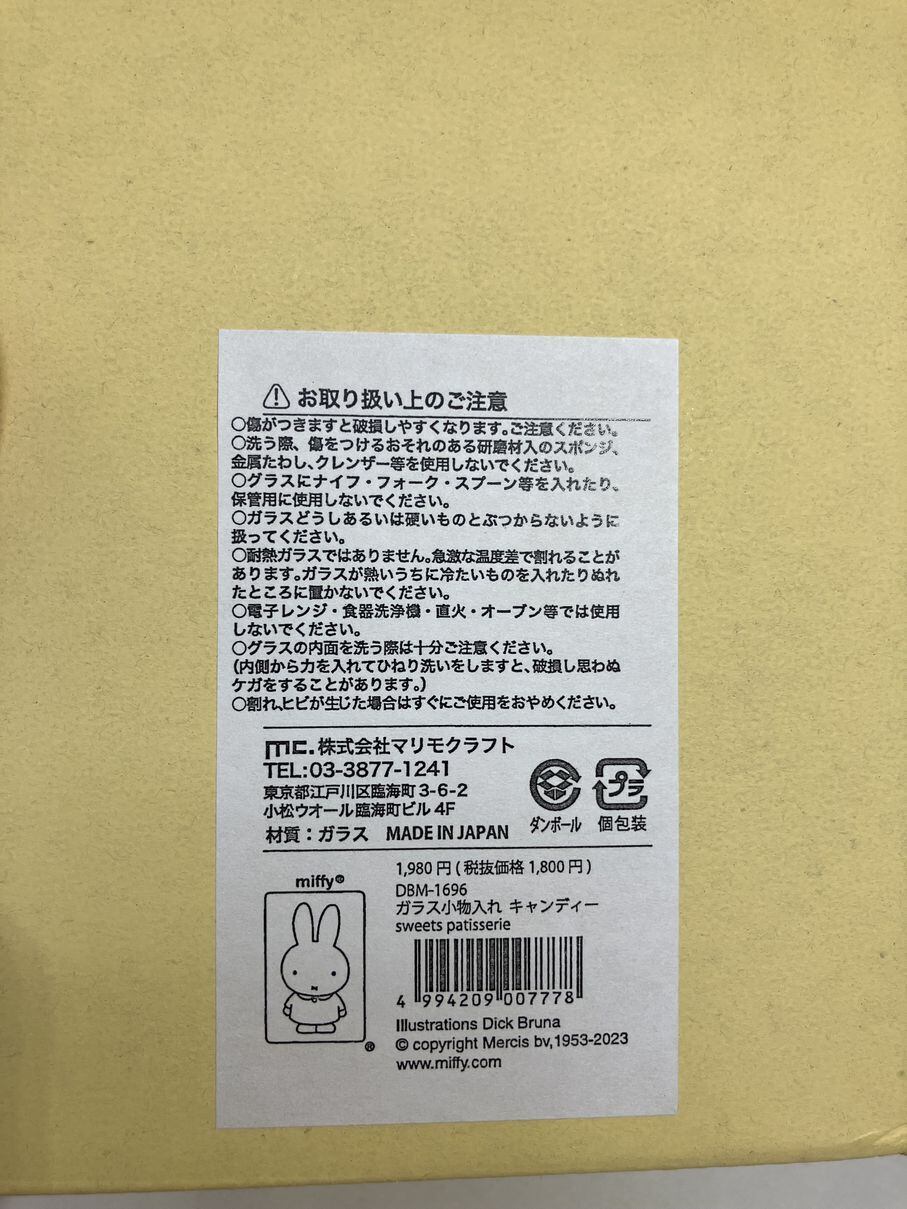 お取り扱い上のご注意
○傷がつきますと破損しやすくなります。ご注意ください。
○洗う際、傷をつけるおそれのある研磨材入のスポンジ、
金属たわし、クレンザー等を使用しないでください。
○グラスにナイフ・フォーク・スプーン等を入れたり、
保管用に使用しないでください。
○ガラスどうしあるいは硬いものとぶつからないように
扱ってください。
○耐熱ガラスではありません。急激な温度差で割れることが
あります。ガラスが熱いうちに冷たいものを入れたりぬれ
たところに置かないでください。
○電子レンジ・食器洗浄機・直火・オーブン等では使用
しないでください。
○グラスの内面を洗う際は十分ご注意ください。
(内側から力を入れてひねり洗いをしますと、破損し思わぬ
ケガをすることがあります。)
○割れ、ヒビが生じた場合はすぐにご使用をおやめください。
mc.株式会社マリモクラフト
TEL:03-3877-1241
東京都江戸川区臨海町3-6-2
小松ウオール臨海町ビル4F
材質：ガラス MADE IN JAPAN
プラ
ダンボール 個包装
1,980円(税抜価格1,800円)
DBM-1696
ガラス小物入れ キャンディー
sweets patisserie
miffy®
4 994209 007778
®
Illustrations Dick Bruna
© copyright Mercis bv,1953-2023
www.miffy.com